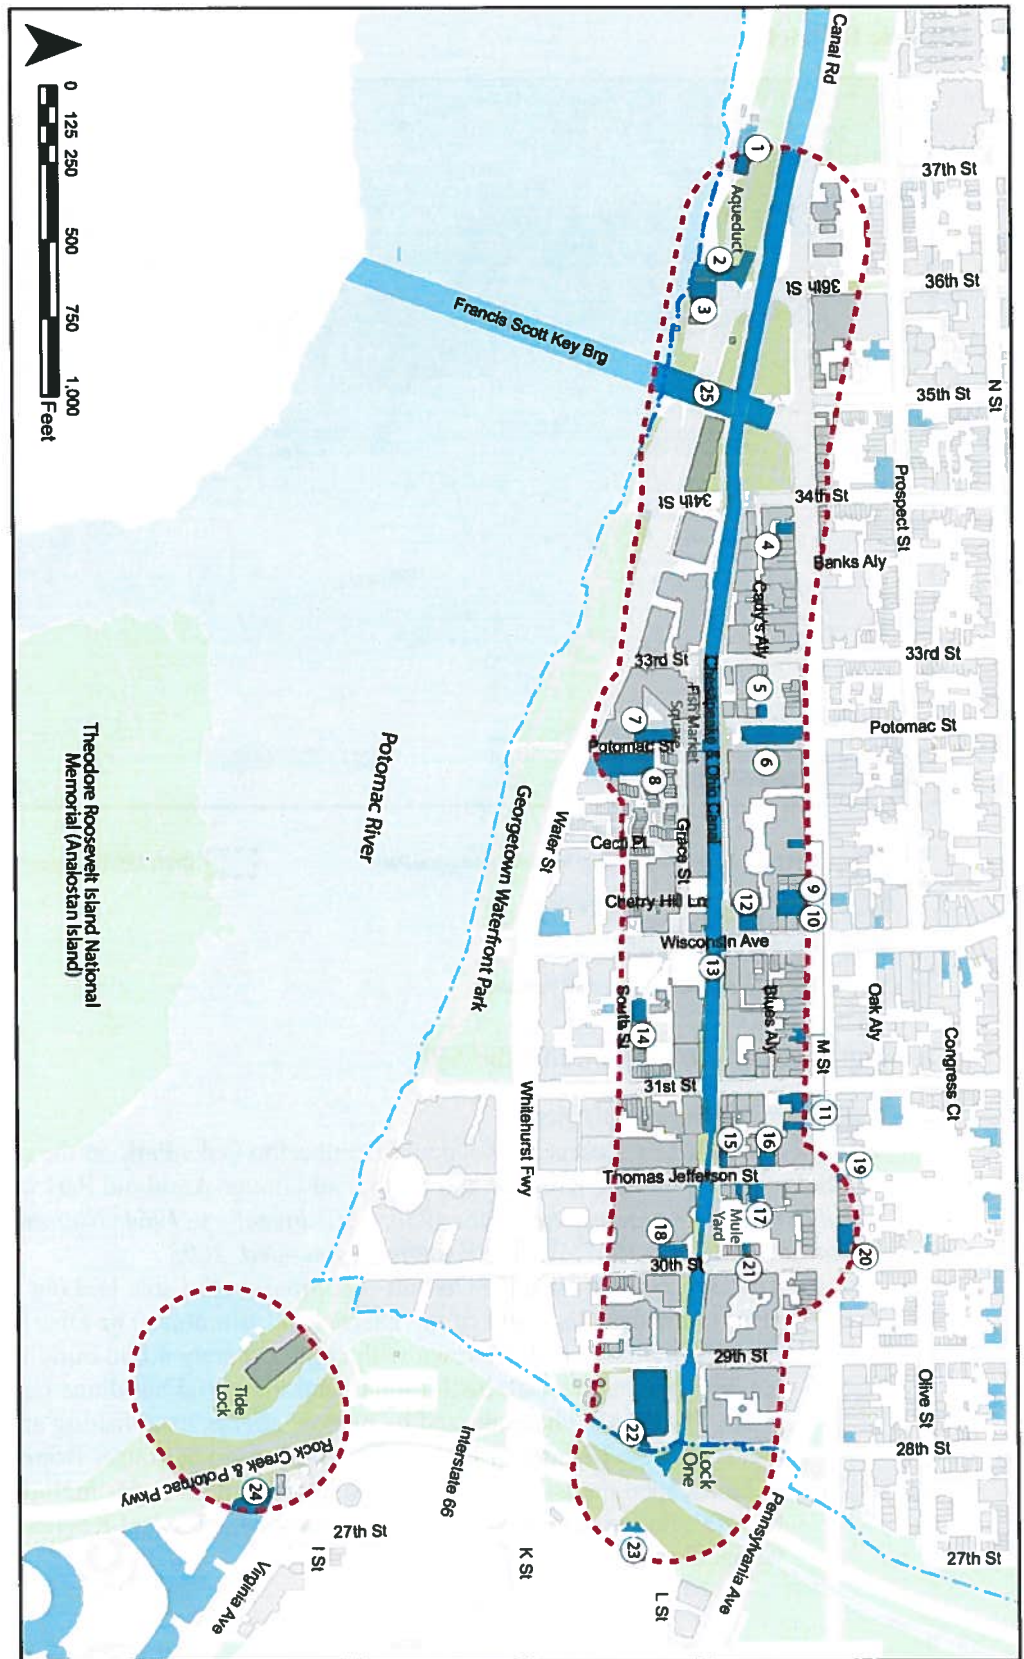 Canal Rd
37th St
36th St
35th St
N St
Prospect St
36th St
34th St
34th St
Banks Aly
Cady's Aly
33rd St
33rd St
Potomac St
Potomac St
Fish Market
Square
Chesapeake & Ohio Canal
Grace St
Cecil Pl
Cherry Hill Ln
Wisconsin Ave
Blues Aly
Oak Aly
Congress Ct
M St
South St
31st St
Thomas Jefferson St
Mule
Yard
30th St
29th St
Olive St
28th St
27th St
Lock
One
Pennsylvania Ave
L St
K St
I St
27th St
Virginia Ave
Interstate 66
Rock Creek & Potomac Pkwy
Tide
Lock
Whitehurst Fwy
Water St
Georgetown Waterfront Park
Potomac River
Theodore Roosevelt Island National
Memorial (Analostan Island)
Francis Scott Key Brg
Aqueduct
1
2
3
4
5
6
7
8
9
10
11
12
13
14
15
16
17
18
19
20
21
22
23
24
25
0 125 250 500 750 1,000
Feet